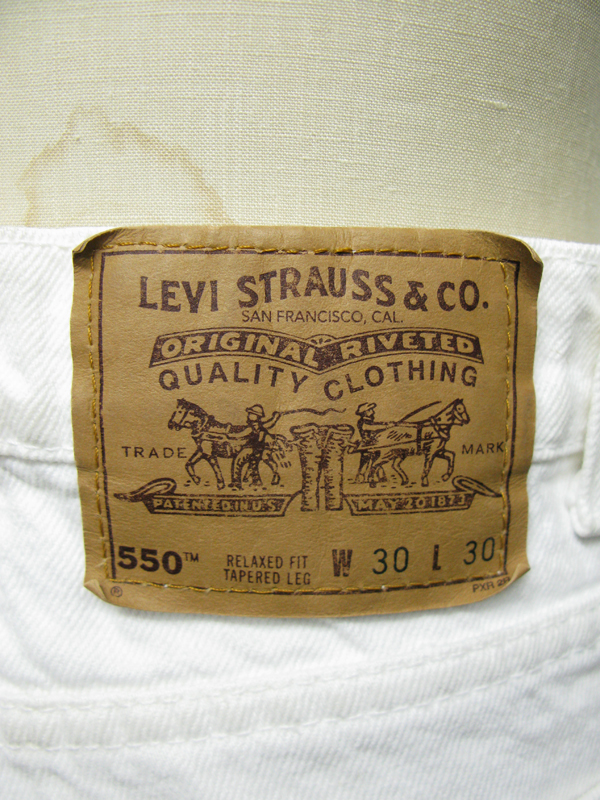 LEVI STRAUSS & CO.
SAN FRANCISCO, CAL.
ORIGINAL RIVETED
QUALITY CLOTHING
TRADE MARK
PATENTED IN U.S. MAY 20 1873
550™ RELAXED FIT TAPERED LEG W 30 L 30
® PXR